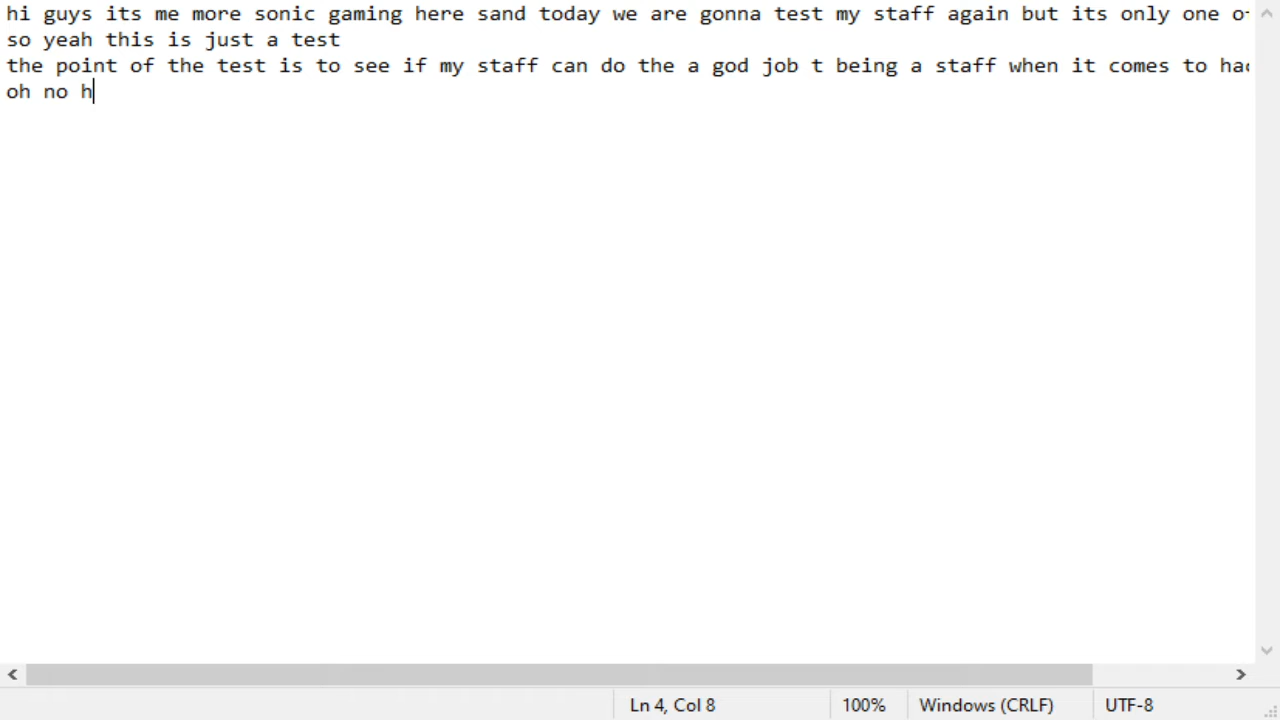 hi guys its me more sonic gaming here sand today we are gonna test my staff again but its only one
so yeah this is just a test
the point of the test is to see if my staff can do the a god job t being a staff when it comes to
oh no h
Ln 4, Col 8 100% Windows (CRLF) UTF-8